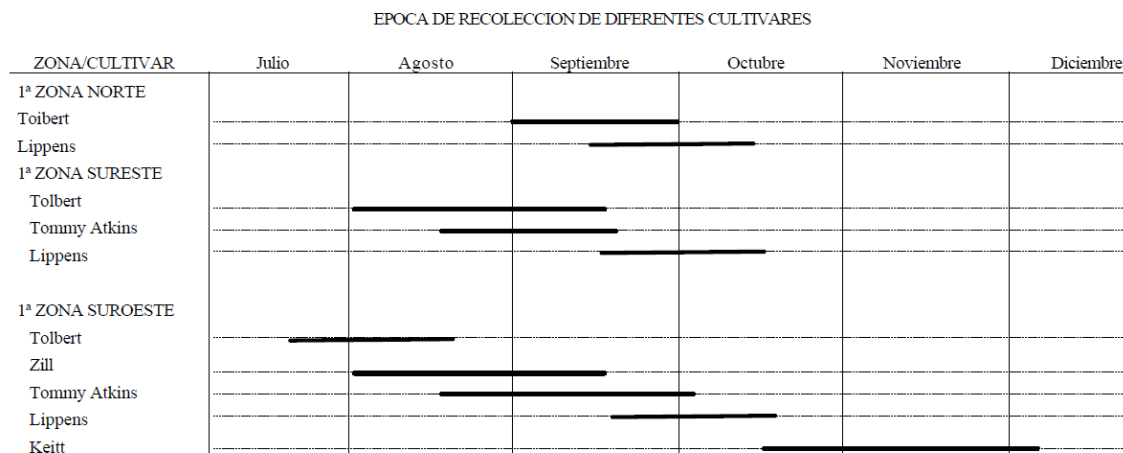 EPOCA DE RECOLECCION DE DIFERENTES CULTIVARES
ZONA/CULTIVAR Julio Agosto Septiembre Octubre Noviembre Diciembre
1ª ZONA NORTE
Toibert
Lippens
1ª ZONA SURESTE
Tolbert
Tommy Atkins
Lippens
1ª ZONA SUROESTE
Tolbert
Zill
Tommy Atkins
Lippens
Keitt